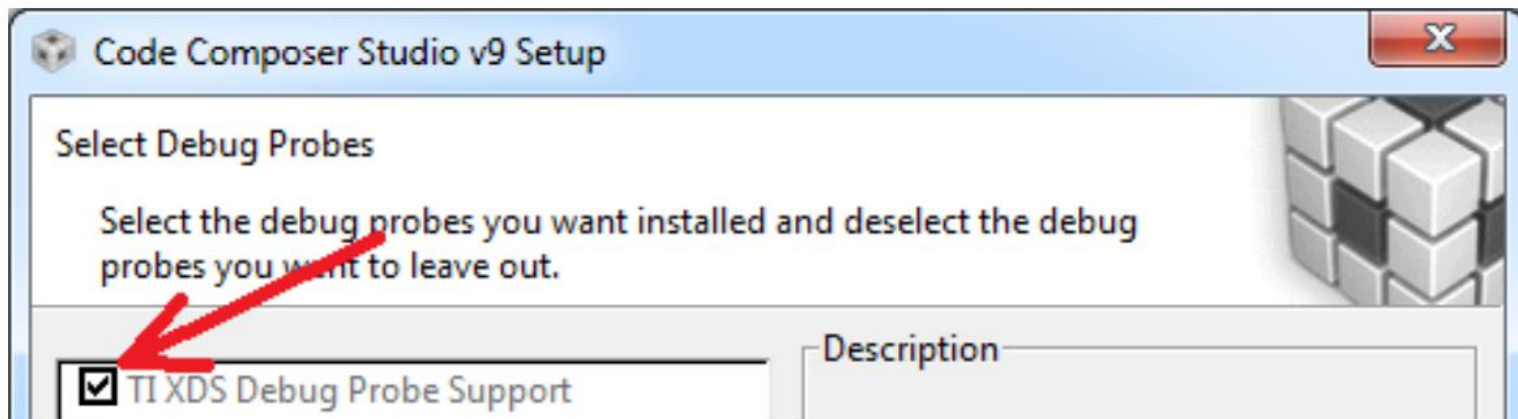 Code Composer Studio v9 Setup
Select Debug Probes
Select the debug probes you want installed and deselect the debug
probes you want to leave out.
Description
TI XDS Debug Probe Support